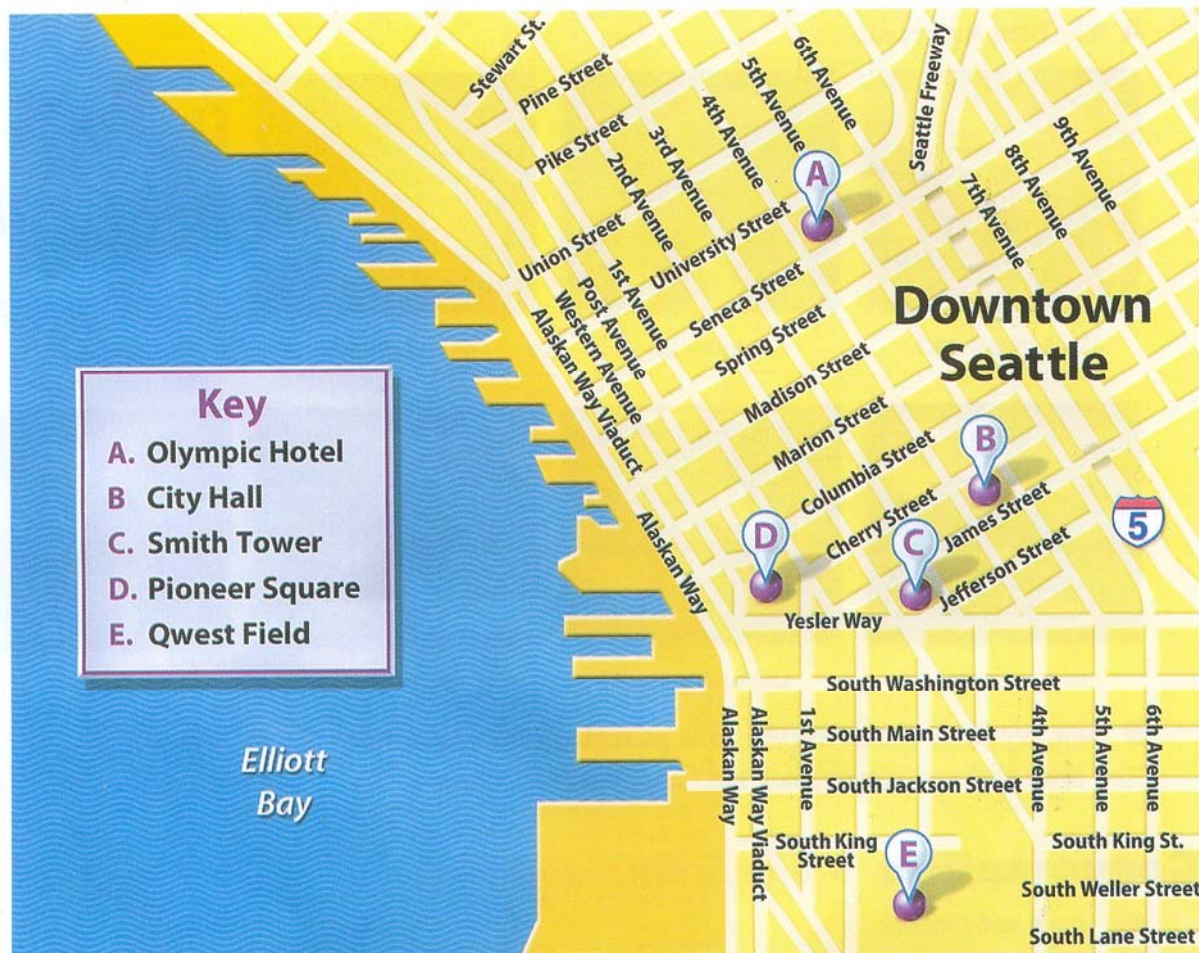 Stewart St.
Pine Street
Pike Street
Union Street
University Street
Seneca Street
Spring Street
Madison Street
Marion Street
Columbia Street
Cherry Street
James Street
Jefferson Street
6th Avenue
5th Avenue
4th Avenue
3rd Avenue
2nd Avenue
1st Avenue
Post Avenue
Western Avenue
Alaskan Way Viaduct
Alaskan Way
Seattle Freeway
9th Avenue
8th Avenue
7th Avenue
A
Downtown
Seattle
B
C
D
5
Key
A. Olympic Hotel
B City Hall
C. Smith Tower
D. Pioneer Square
E. Qwest Field
Elliott
Bay
Yesler Way
South Washington Street
South Main Street
South Jackson Street
Alaskan Way
Alaskan Way Viaduct
1st Avenue
4th Avenue
5th Avenue
6th Avenue
South King
Street
E
South King St.
South Weller Street
South Lane Street